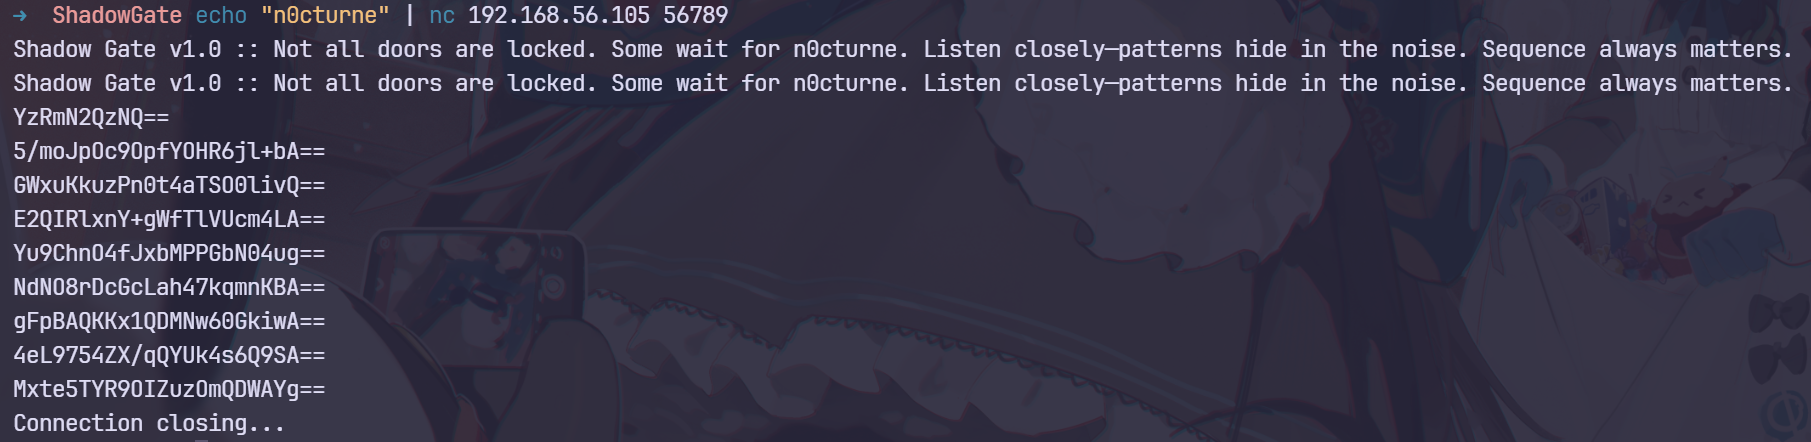 → ShadowGate echo "n0cturne" | nc 192.168.56.105 56789
Shadow Gate v1.0 :: Not all doors are locked. Some wait for n0cturne. Listen closely—patterns hide in the noise. Sequence always matters.
Shadow Gate v1.0 :: Not all doors are locked. Some wait for n0cturne. Listen closely—patterns hide in the noise. Sequence always matters.
YzRmN2QzNQ==
5/moJpOc9OpfYOHR6jl+bA==
GWxuKkuzPn0t4aTSO0livQ==
E2QIRlxnY+gWfTlVUcm4LA==
Yu9ChnO4fJxbMPPGbN04ug==
NdNO8rDcGcLah47kqmnKBA==
gFpBAQKKx1QDMNw60GkiwA==
4eL9754ZX/qQYUk4s6Q9SA==
Mxte5TYR9OIZuzOmQDWAYg==
Connection closing...